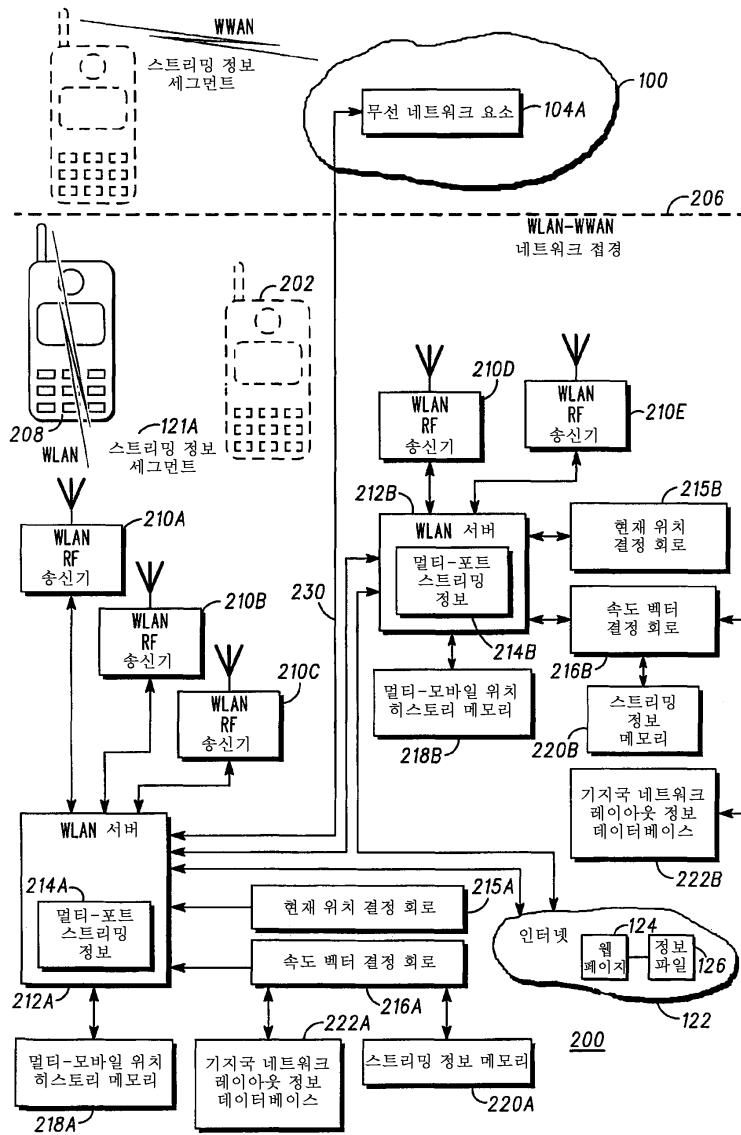 WWAN
스트리밍 정보
세그먼트
100
무선 네트워크 요소
104A
206
WLAN-WWAN
네트워크 접경
202
208
WLAN
121A
스트리밍 정보
세그먼트
210D
WLAN
RF
송신기
210E
WLAN
RF
송신기
210A
WLAN
RF
송신기
210B
WLAN
RF
송신기
210C
WLAN
RF
송신기
230
212B
WLAN 서버
멀티-포트
스트리밍
정보
214B
215B
현재 위치
결정 회로
속도 벡터
결정 회로
216B
멀티-모바일 위치
히스토리 메모리
218B
스트리밍
정보
메모리
220B
기지국 네트워크
레이아웃 정보
데이터베이스
222B
WLAN 서버
214A
멀티-포트
스트리밍
정보
212A
현재 위치 결정 회로
215A
속도 벡터 결정 회로
216A
인터넷
124
웹
페이지
정보
파일
126
122
200
멀티-모바일 위치
히스토리 메모리
218A
222A
기지국 네트워크
레이아웃 정보
데이터베이스
스트리밍 정보 메모리
220A